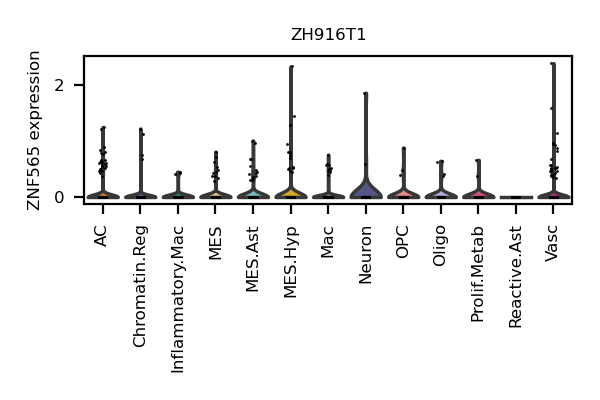 ZH916T1
ZNF565 expression
2
0
AC
Chromatin.Reg
Inflammatory.Mac
MES
MES.Ast
MES.Hyp
Mac
Neuron
OPC
Oligo
Prolif.Metab
Reactive.Ast
Vasc